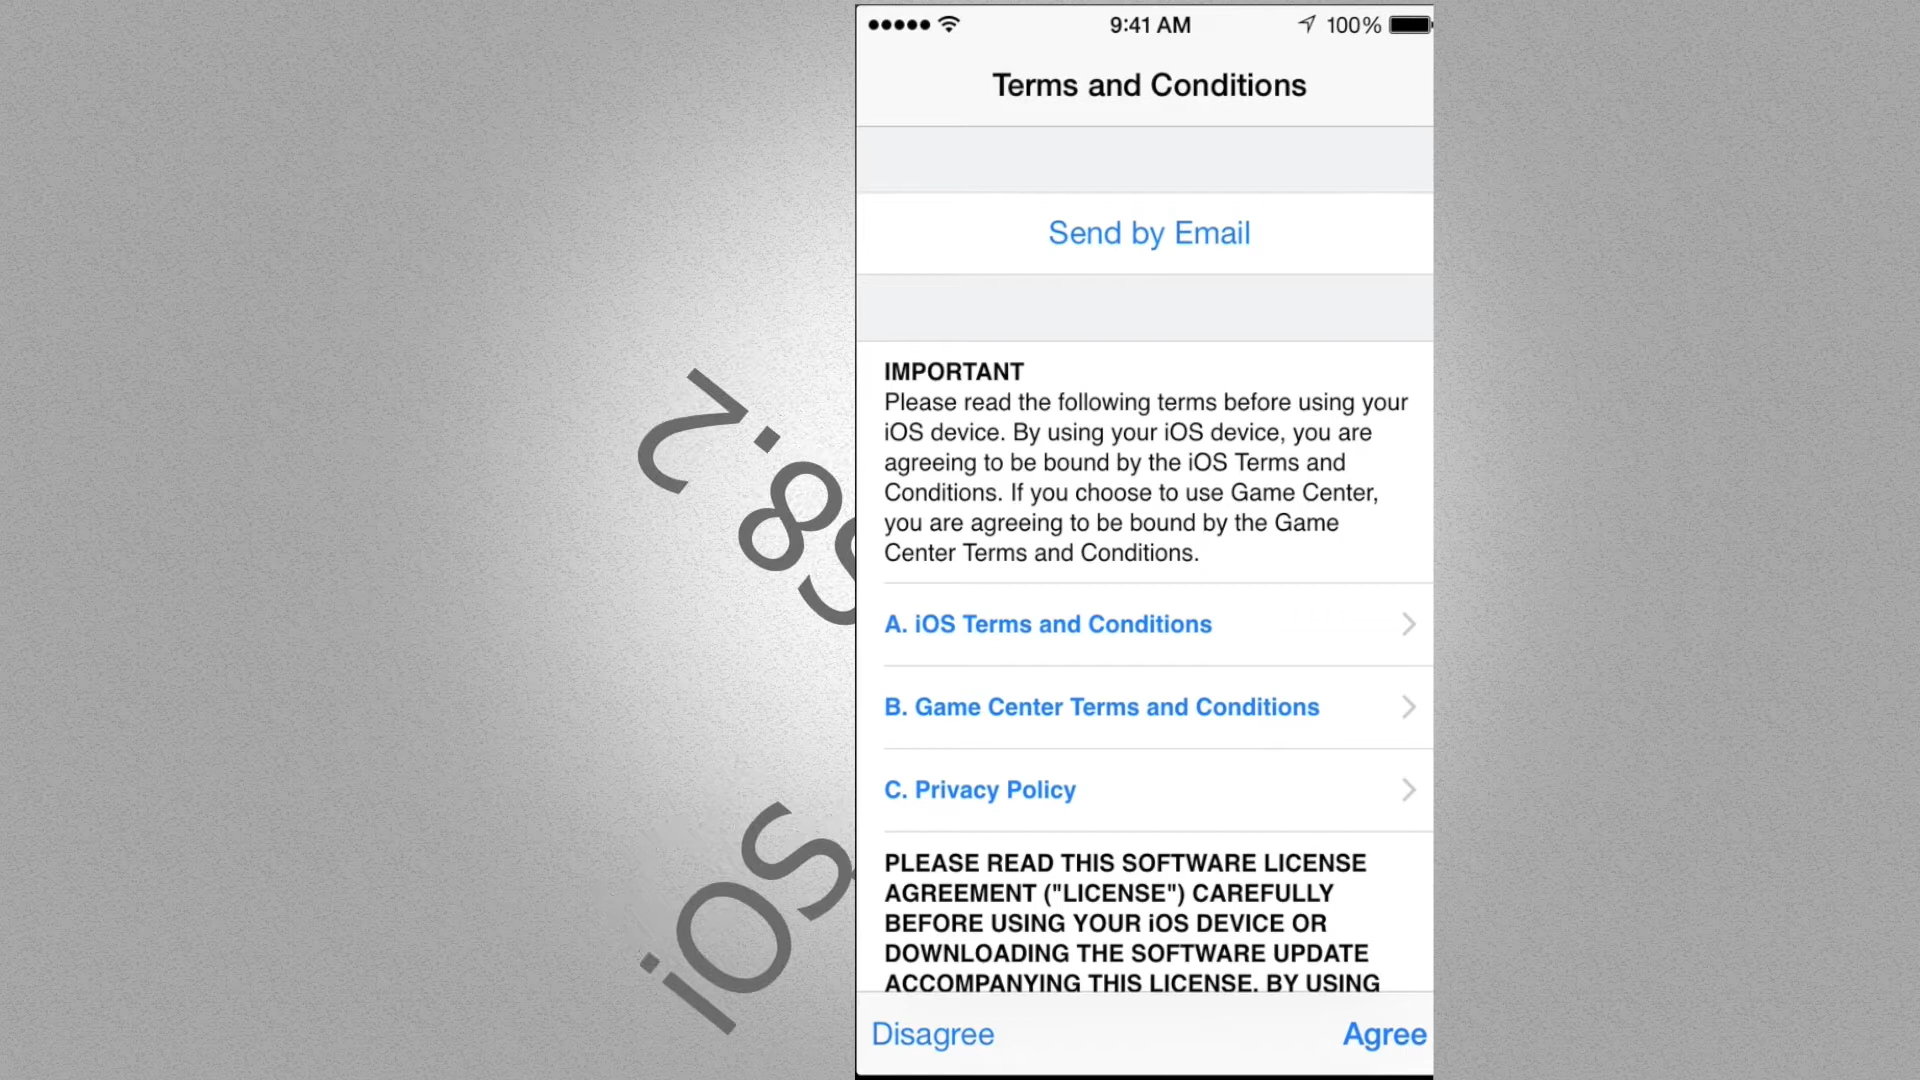 9:41 AM
100%
Terms and Conditions
Send by Email
IMPORTANT
Please read the following terms before using your
iOS device. By using your iOS device, you are
agreeing to be bound by the iOS Terms and
Conditions. If you choose to use Game Center,
you are agreeing to be bound by the Game
Center Terms and Conditions.
A. iOS Terms and Conditions
B. Game Center Terms and Conditions
C. Privacy Policy
PLEASE READ THIS SOFTWARE LICENSE
AGREEMENT ("LICENSE") CAREFULLY
BEFORE USING YOUR iOS DEVICE OR
DOWNLOADING THE SOFTWARE UPDATE
ACCOMPANYING THIS LICENSE. BY USING
Disagree
Agree
iOS